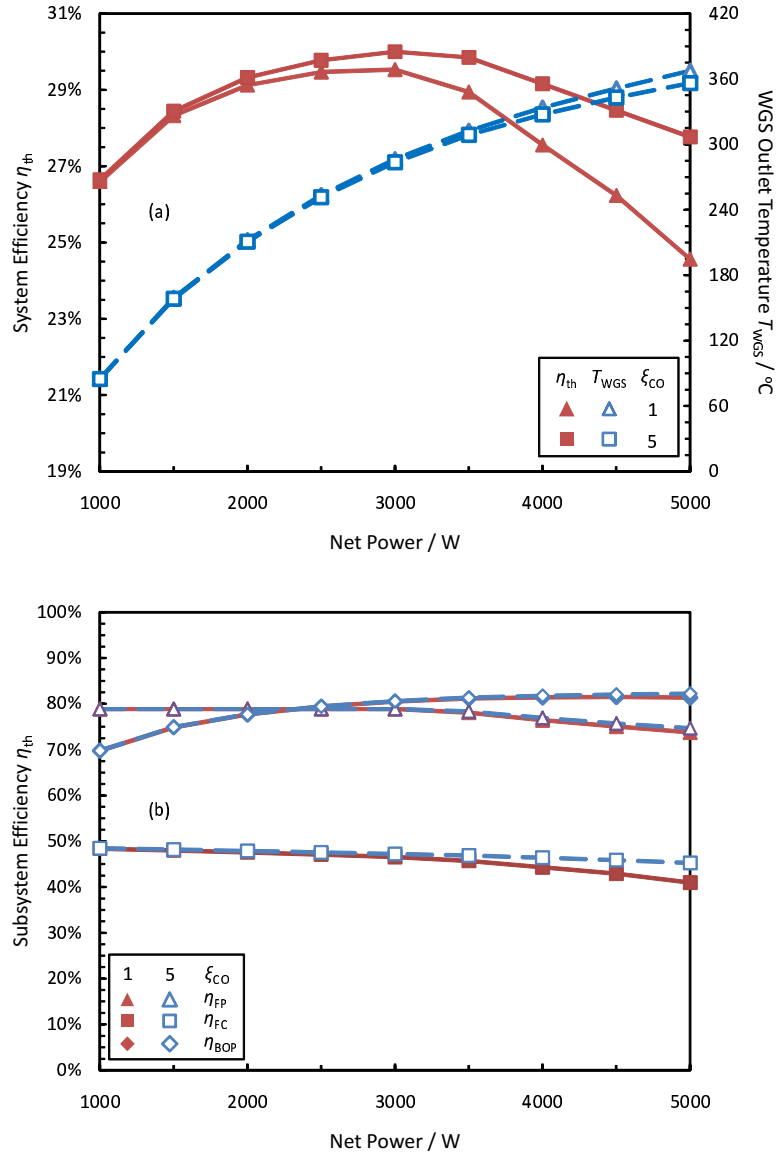 31%
29%
27%
25%
23%
21%
19%
System Efficiency ηth
(a)
420
360
300
240
180
120
60
0
WGS Outlet Temperature TWGS / °C
ηth TWGS ξCO
1
5
1000 2000 3000 4000 5000
Net Power / W
100%
90%
80%
70%
60%
50%
40%
30%
20%
10%
0%
Subsystem Efficiency ηth
(b)
1 5 ξCO
ηFP
ηFC
ηBOP
1000 2000 3000 4000 5000
Net Power / W